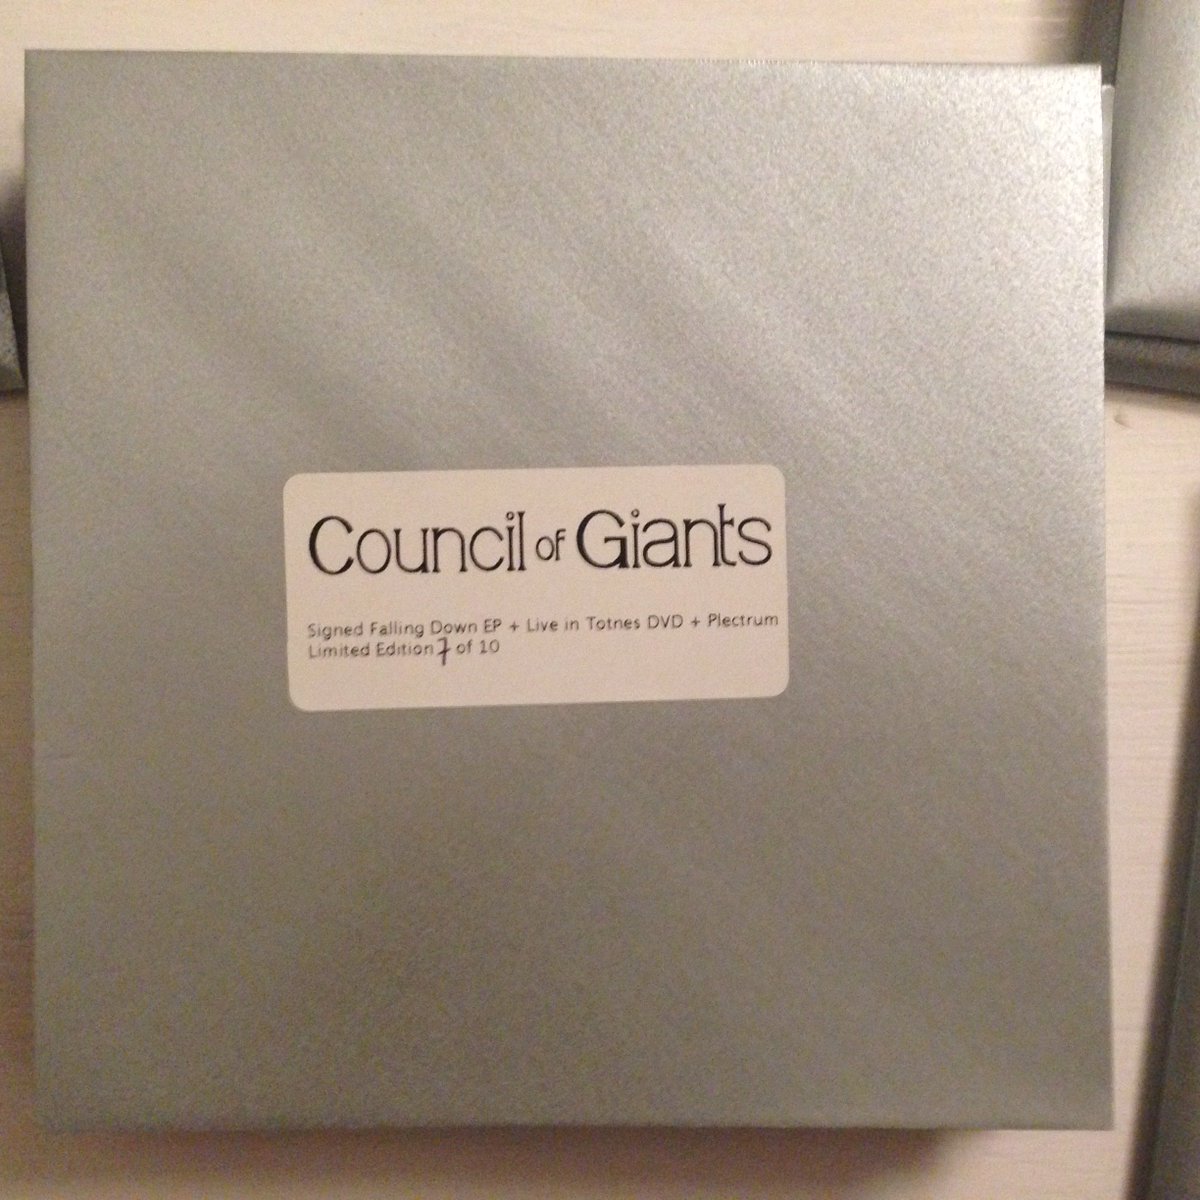 Council of Giants
Signed Falling Down EP + Live in Totnes DVD + Plectrum
Limited Edition 7 of 10